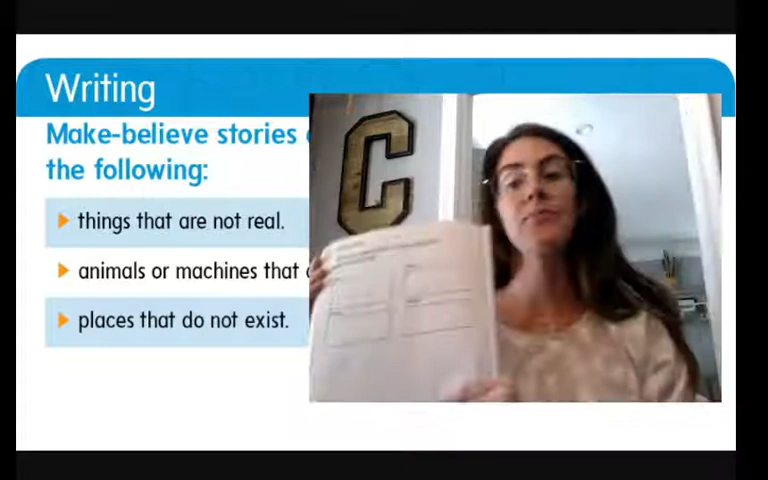 Writing
Make-believe stories
the following:
things that are not real.
animals or machines that
places that do not exist.
C